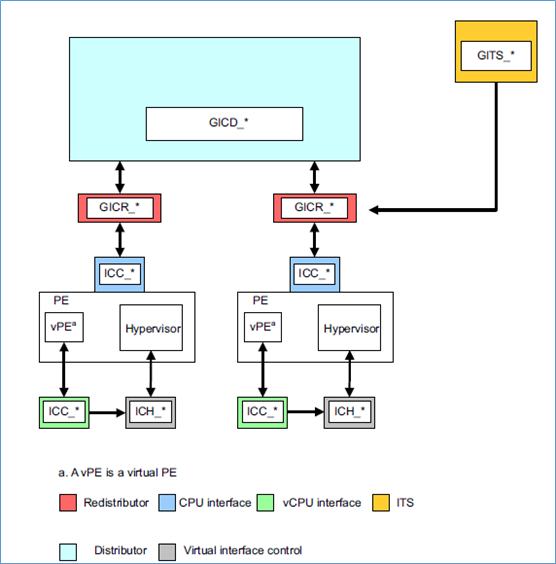 GITS_*
GICD_*
GICR_* GICR_*
ICC_* ICC_*
PE PE
vPEª Hypervisor vPEª Hypervisor
ICC_* ICH_* ICC_* ICH_*
a. A vPE is a virtual PE
Redistributor CPU interface vCPU interface ITS
Distributor Virtual interface control